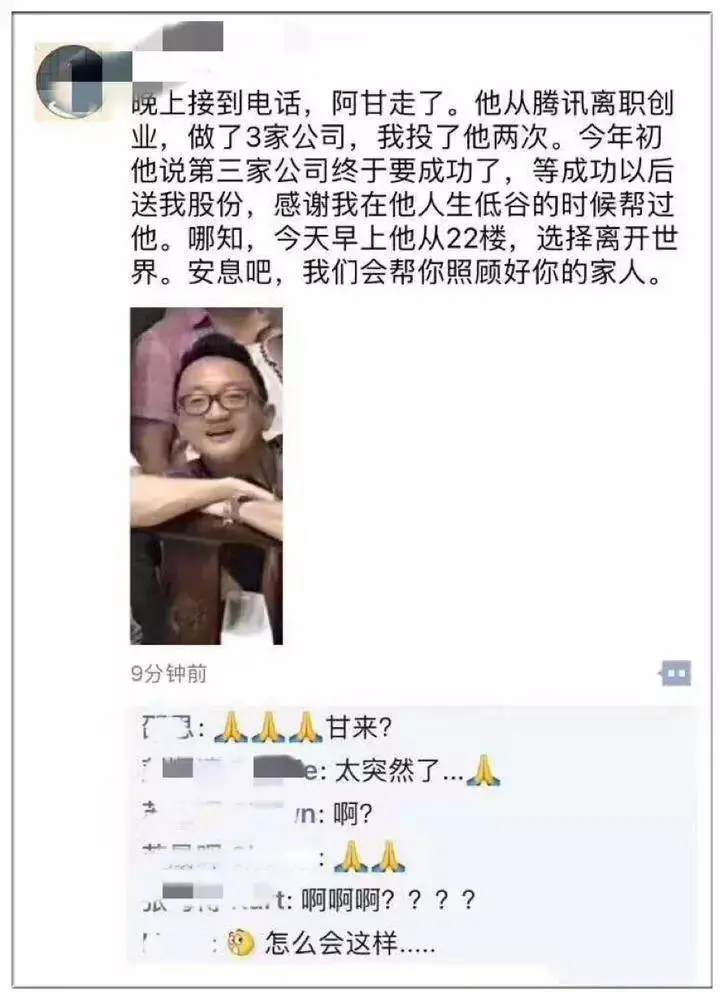 晚上接到电话，阿甘走了。他从腾讯离职创
业，做了3家公司，我投了他两次。今年初
他说第三家公司终于要成功了，等成功以后
送我股份，感谢我在他人生低谷的时候帮过
他。哪知，今天早上他从22楼，选择离开世
界。安息吧，我们会帮你照顾好你的家人。
9分钟前
: 🙏🙏🙏甘来?
: 太突然了...🙏
: 啊?
: 🙏🙏
: 啊啊啊? ? ? ?
: 怎么会这样.....